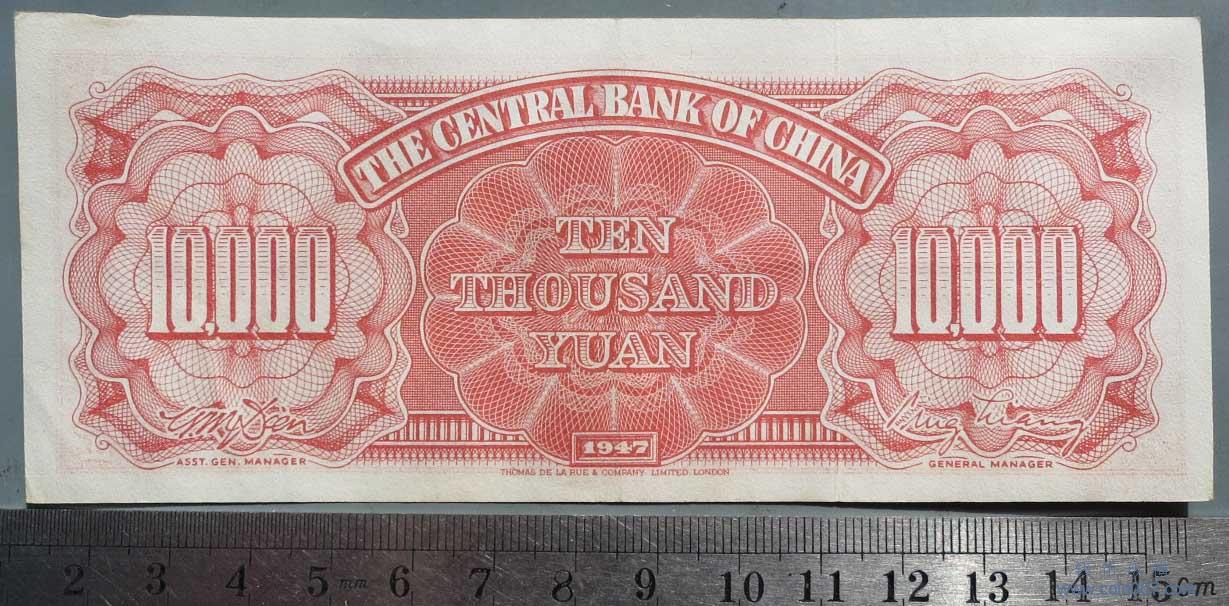 THE CENTRAL BANK OF CHINA
10,000
TEN
THOUSAND
YUAN
10,000
ASST. GEN. MANAGER
1947
GENERAL MANAGER
THOMAS DE LA RUE & COMPANY, LIMITED, LONDON
2 3 4 5 mm 6 7 8 9 10 11 12 13 14 15 cm